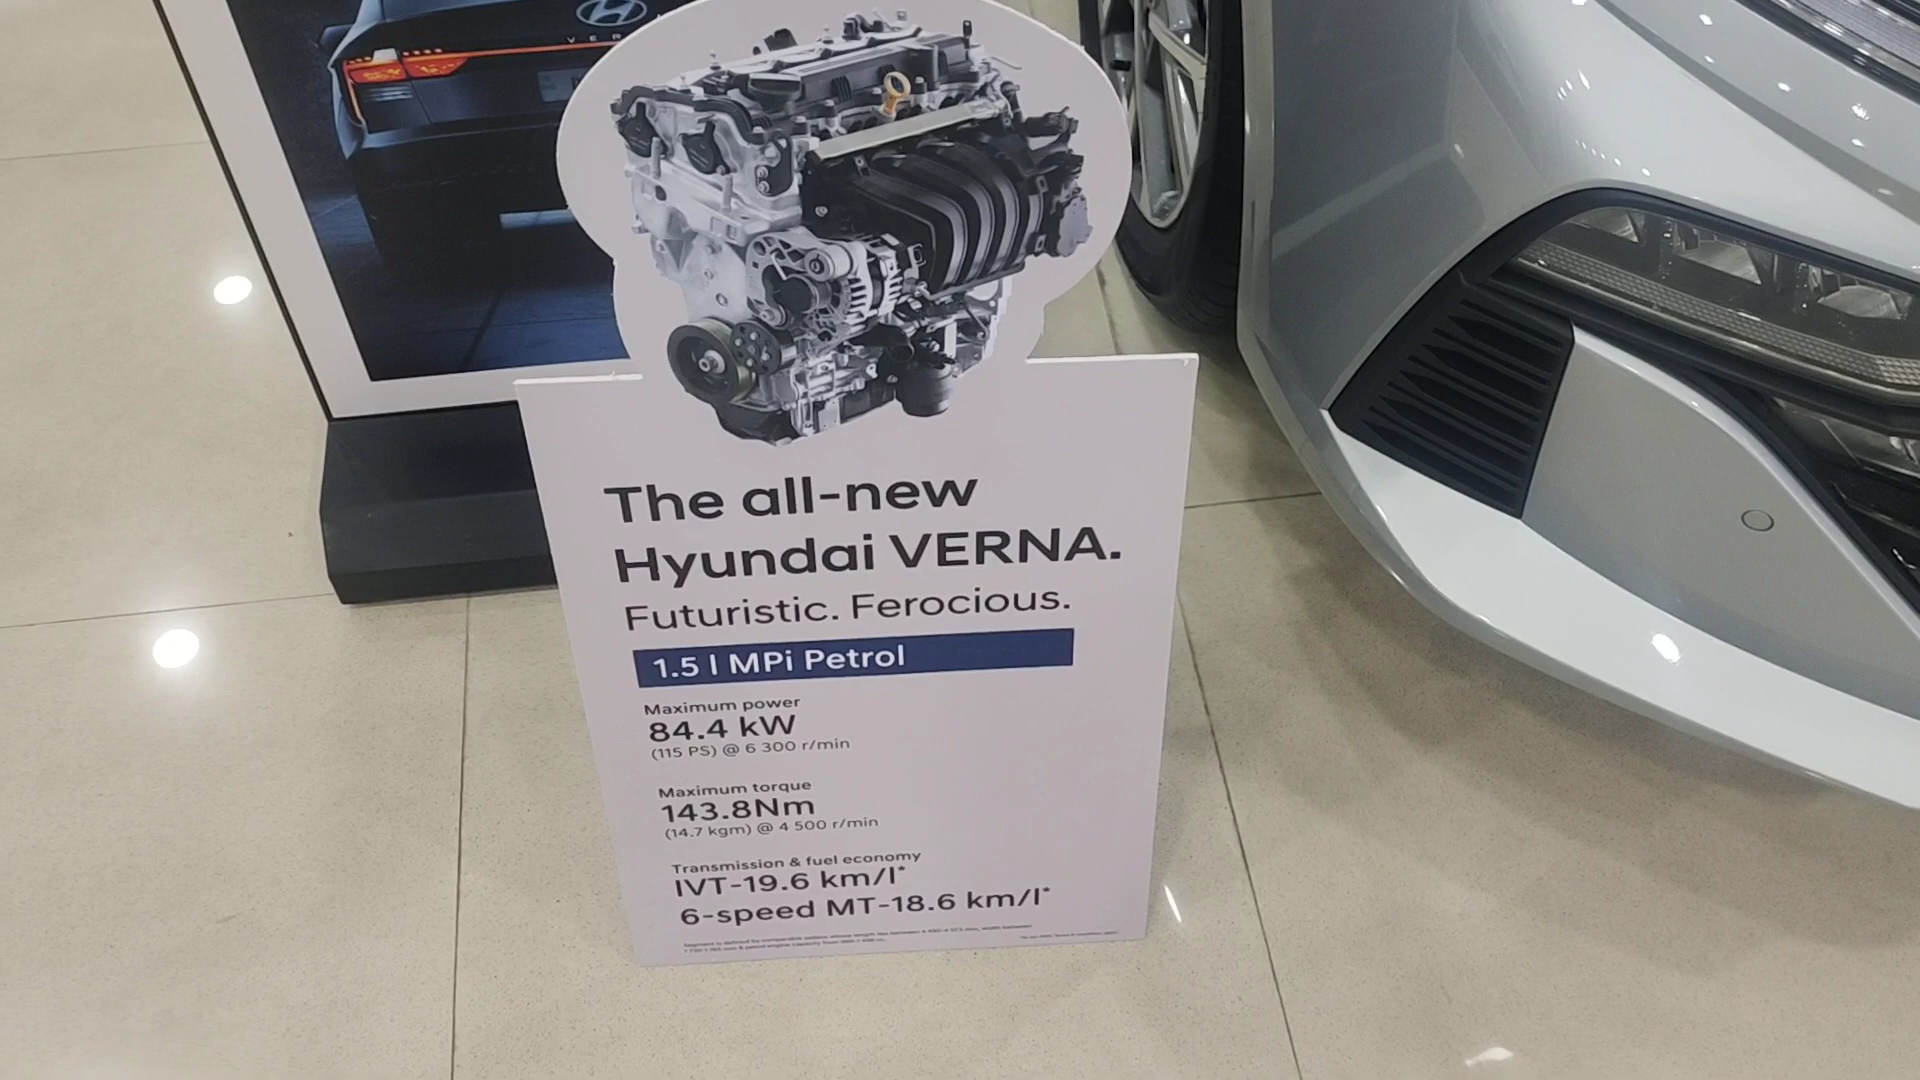 VER
The all-new
Hyundai VERNA.
Futuristic. Ferocious.
1.5 l MPi Petrol
Maximum power
84.4 kW
(115 PS) @ 6 300 r/min
Maximum torque
143.8Nm
(14.7 kgm) @ 4 500 r/min
Transmission & fuel economy
IVT-19.6 km/l*
6-speed MT-18.6 km/l*